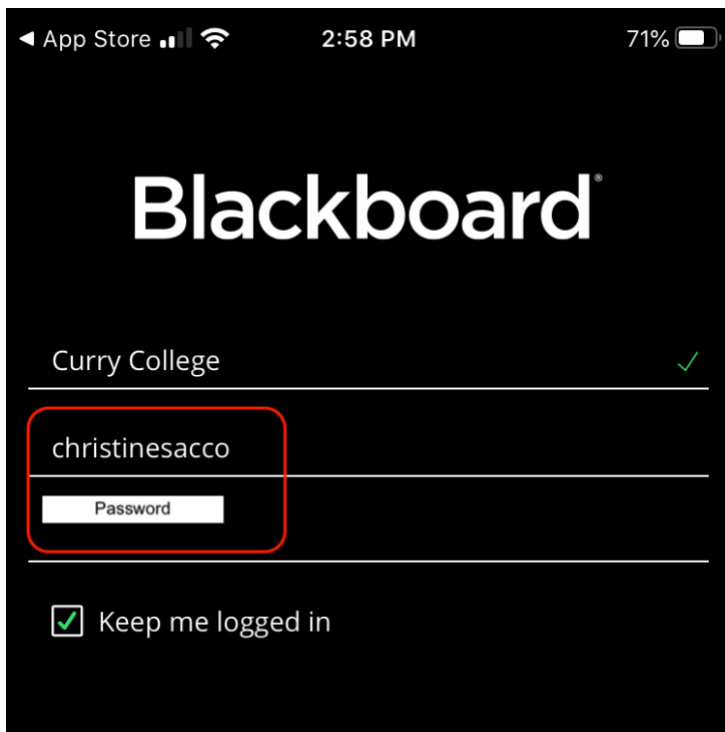 App Store 2:58 PM 71%
Blackboard®
Curry College
christinesacco
Password
Keep me logged in